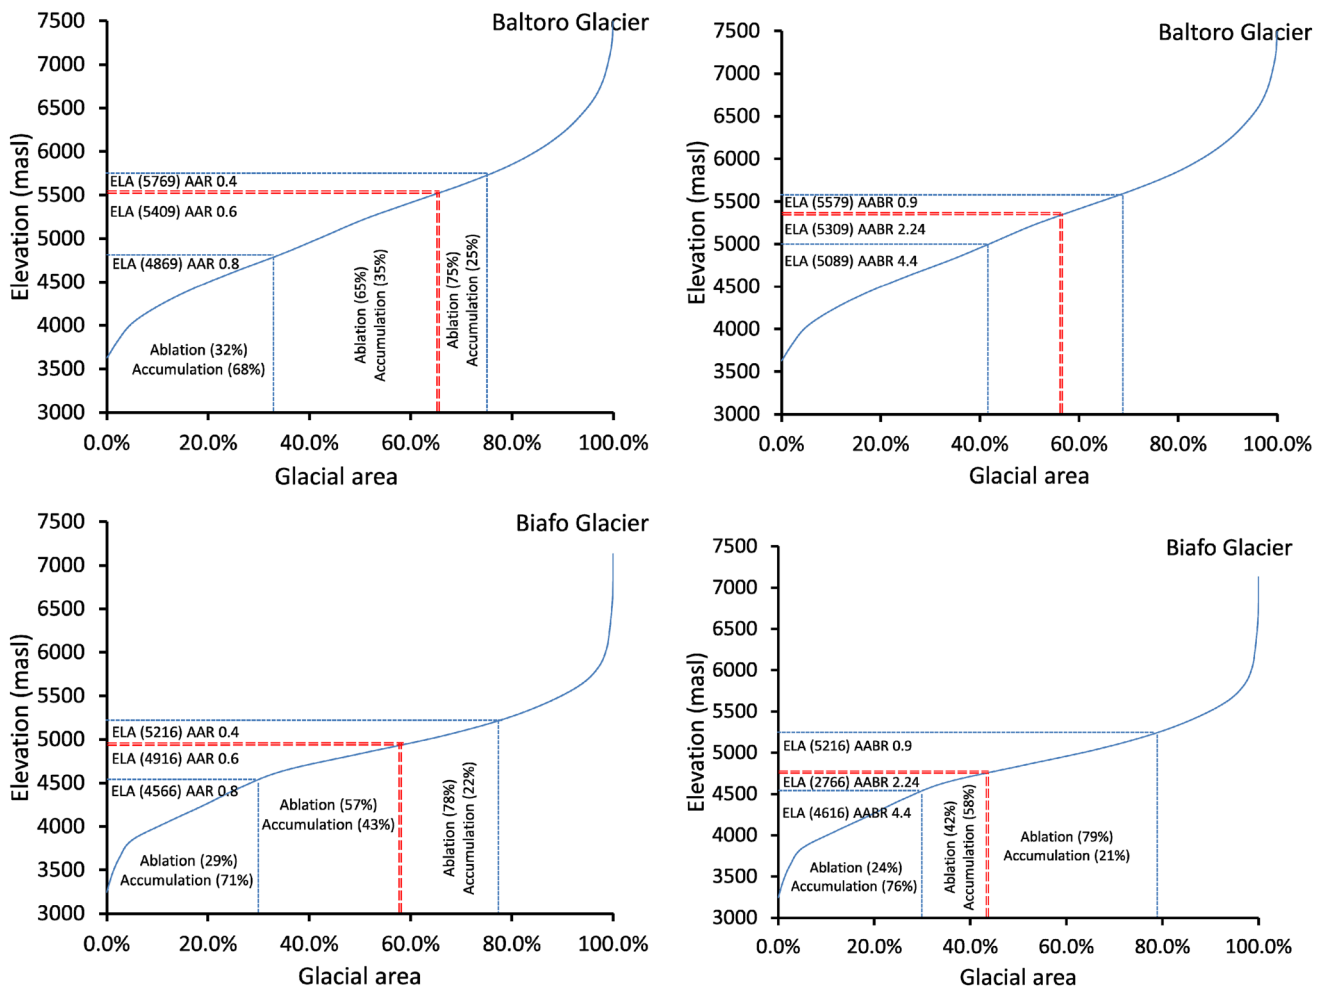 Baltoro Glacier
7500
7000
6500
6000
5500
5000
4500
4000
3500
3000
Elevation (masl)
ELA (5769) AAR 0.4
ELA (5409) AAR 0.6
ELA (4869) AAR 0.8
Ablation (32%)
Accumulation (68%)
Ablation (65%)
Accumulation (35%)
Ablation (75%)
Accumulation (25%)
0.0% 20.0% 40.0% 60.0% 80.0% 100.0%
Glacial area
Baltoro Glacier
7500
7000
6500
6000
5500
5000
4500
4000
3500
3000
Elevation (masl)
ELA (5579) AABR 0.9
ELA (5309) AABR 2.24
ELA (5089) AABR 4.4
0.0% 20.0% 40.0% 60.0% 80.0% 100.0%
Glacial area
Biafo Glacier
7500
7000
6500
6000
5500
5000
4500
4000
3500
3000
Elevation (masl)
ELA (5216) AAR 0.4
ELA (4916) AAR 0.6
ELA (4566) AAR 0.8
Ablation (29%)
Accumulation (71%)
Ablation (57%)
Accumulation (43%)
Ablation (78%)
Accumulation (22%)
0.0% 20.0% 40.0% 60.0% 80.0% 100.0%
Glacial area
Biafo Glacier
7500
7000
6500
6000
5500
5000
4500
4000
3500
3000
Elevation (masl)
ELA (5216) AABR 0.9
ELA (2766) AABR 2.24
ELA (4616) AABR 4.4
Ablation (24%)
Accumulation (76%)
Ablation (42%)
Accumulation (58%)
Ablation (79%)
Accumulation (21%)
0.0% 20.0% 40.0% 60.0% 80.0% 100.0%
Glacial area